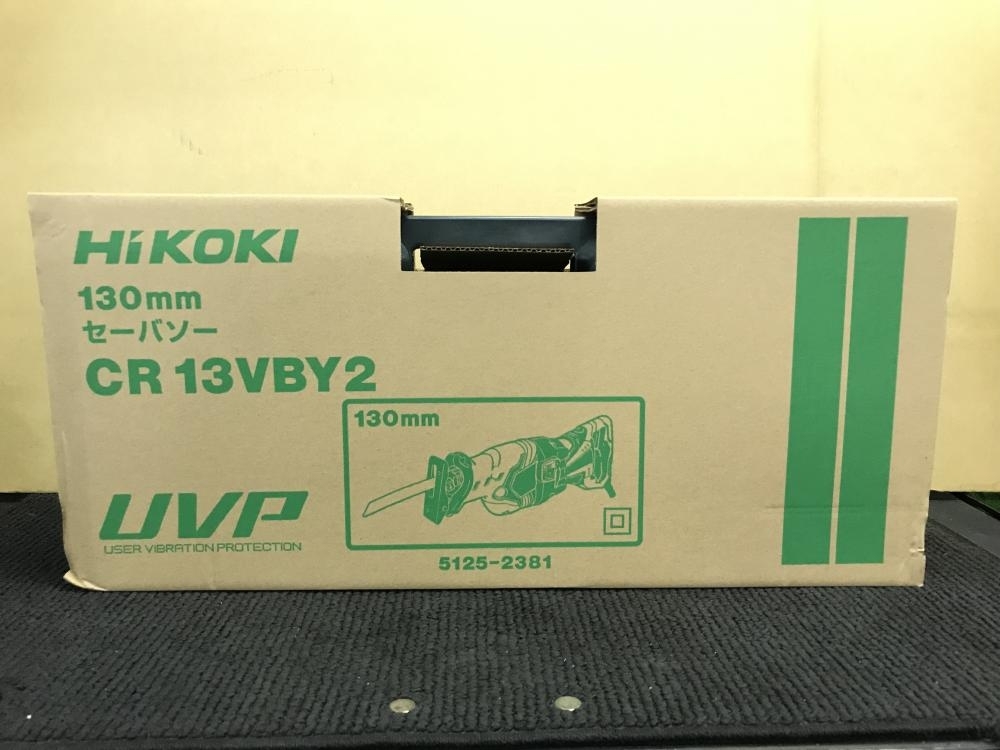 HiKOKI
130mm
セーバソー
CR 13VBY2
130mm
UVP
USER VIBRATION PROTECTION
5125-2381